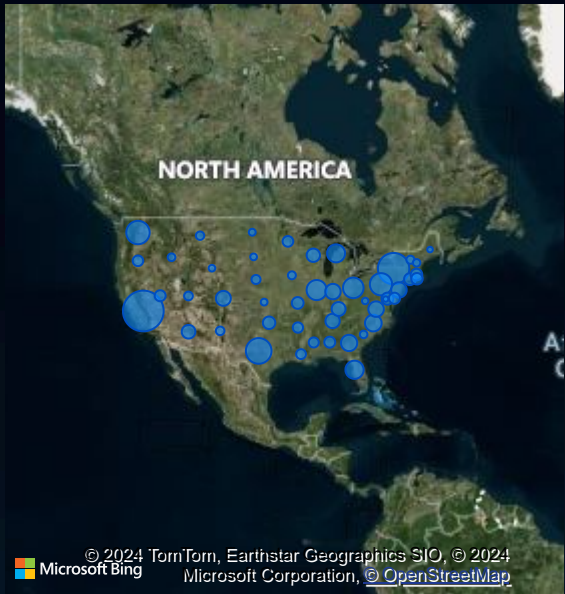 NORTH AMERICA
A
© 2024 TomTom, Earthstar Geographics SIO, © 2024
Microsoft Bing
Microsoft Corporation, © OpenStreetMap